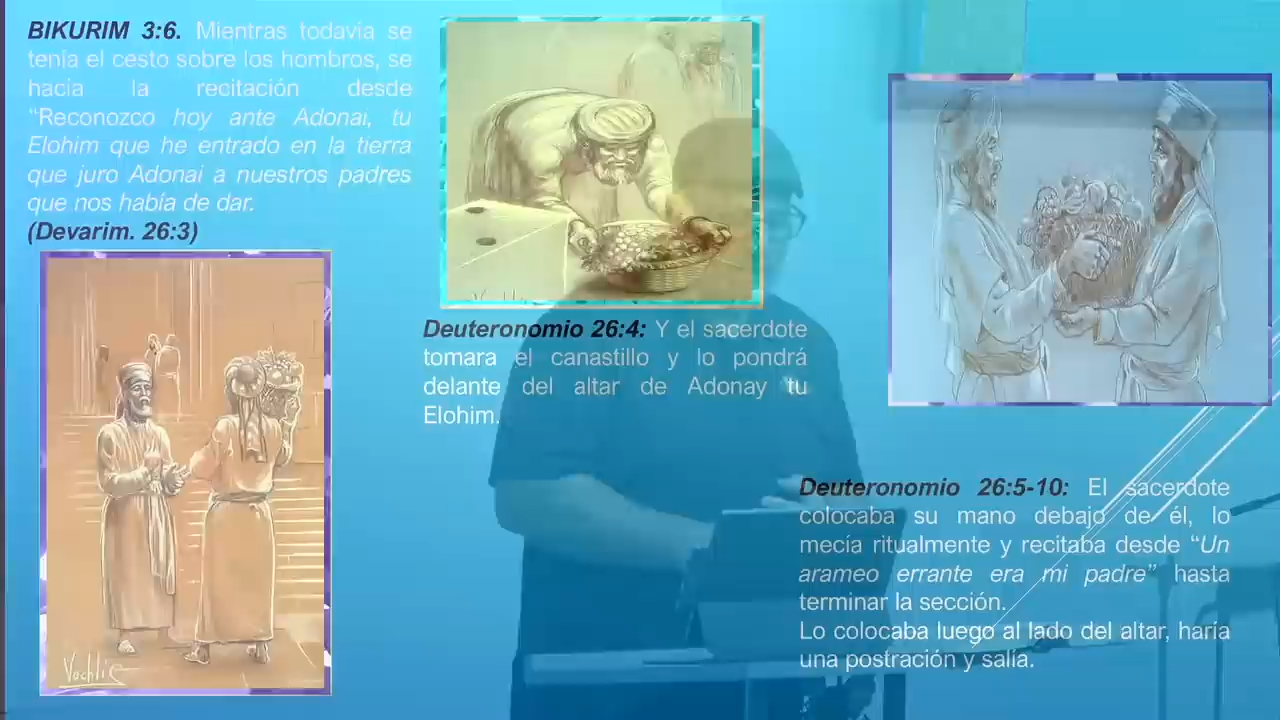 BIKURIM 3:6. Mientras todavía se
tenía el cesto sobre los hombros, se
hacía la recitación desde
“Reconozco hoy ante Adonai, tu
Elohim que he entrado en la tierra
que juro Adonai a nuestros padres
que nos había de dar.
(Devarim. 26:3)
Deuteronomio 26:4: Y el sacerdote
tomara el canastillo y lo pondrá
delante del altar de Adonay tu
Elohim.
Deuteronomio 26:5-10: El sacerdote
colocaba su mano debajo de él, lo
mecía ritualmente y recitaba desde “Un
arameo errante era mi padre” hasta
terminar la sección.
Lo colocaba luego al lado del altar, haría
una postración y salía.